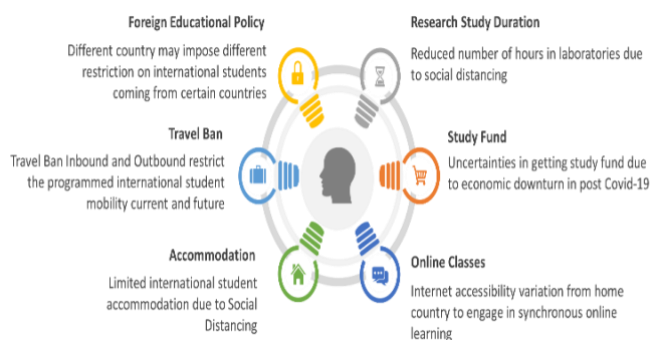 Foreign Educational Policy
Different country may impose different
restriction on international students
coming from certain countries
Travel Ban
Travel Ban Inbound and Outbound restrict
the programmed international student
mobility current and future
Accommodation
Limited international student
accommodation due to Social
Distancing
Research Study Duration
Reduced number of hours in laboratories due
to social distancing
Study Fund
Uncertainties in getting study fund due
to economic downturn in post Covid-19
Online Classes
Internet accessibility variation from home
country to engage in synchronous online
learning